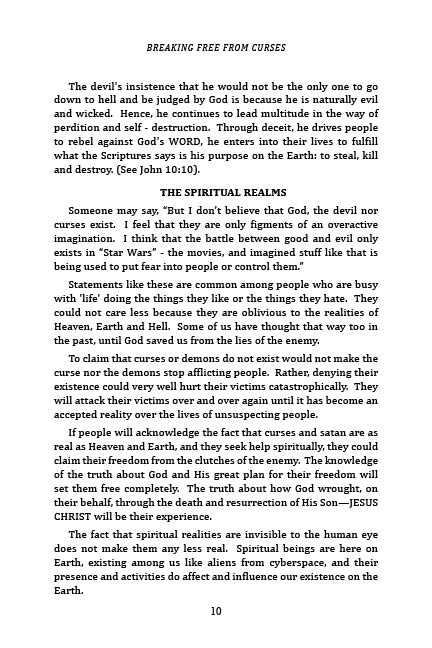 BREAKING FREE FROM CURSES
The devil's insistence that he would not be the only one to go
down to hell and be judged by God is because he is naturally evil
and wicked.  Hence, he continues to lead multitude in the way of
perdition and self - destruction.  Through deceit, he drives people
to rebel against God's WORD, he enters into their lives to fulfill
what the Scriptures says is his purpose on the Earth: to steal, kill
and destroy. (See John 10:10).
THE SPIRITUAL REALMS
Someone may say, “But I don't believe that God, the devil nor
curses exist.  I feel that they are only figments of an overactive
imagination.  I think that the battle between good and evil only
exists in “Star Wars” - the movies, and imagined stuff like that is
being used to put fear into people or control them.”
Statements like these are common among people who are busy
with 'life' doing the things they like or the things they hate.  They
could not care less because they are oblivious to the realities of
Heaven, Earth and Hell.  Some of us have thought that way too in
the past, until God saved us from the lies of the enemy.
To claim that curses or demons do not exist would not make the
curse nor the demons stop afflicting people.  Rather, denying their
existence could very well hurt their victims catastrophically.  They
will attack their victims over and over again until it has become an
accepted reality over the lives of unsuspecting people.
If people will acknowledge the fact that curses and satan are as
real as Heaven and Earth, and they seek help spiritually, they could
claim their freedom from the clutches of the enemy.  The knowledge
of the truth about God and His great plan for their freedom will
set them free completely.  The truth about how God wrought, on
their behalf, through the death and resurrection of His Son—JESUS
CHRIST will be their experience.
The fact that spiritual realities are invisible to the human eye
does not make them any less real.  Spiritual beings are here on
Earth, existing among us like aliens from cyberspace, and their
presence and activities do affect and influence our existence on the
Earth.
10